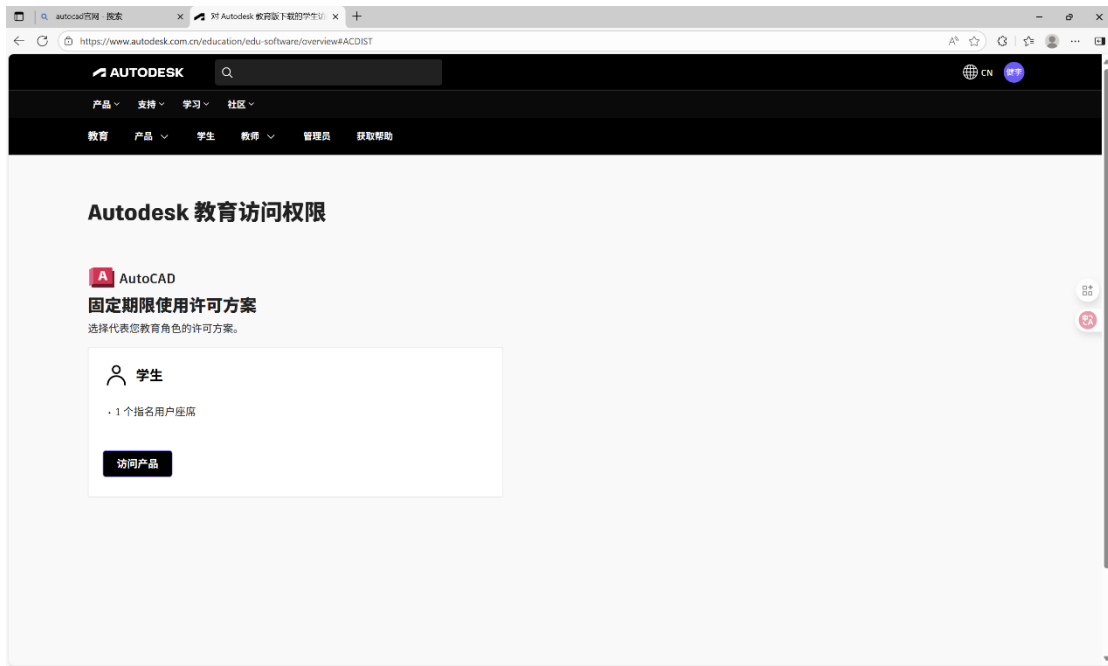 autocad官网 - 搜索
对 Autodesk 教育版下载的学生访
https://www.autodesk.com.cn/education/edu-software/overview#ACDIST
AUTODESK
CN
产品 支持 学习 社区
教育 产品 学生 教师 管理员 获取帮助
Autodesk 教育访问权限
A AutoCAD
固定期限使用许可方案
选择代表您教育角色的许可方案。
学生
· 1 个指名用户座席
访问产品